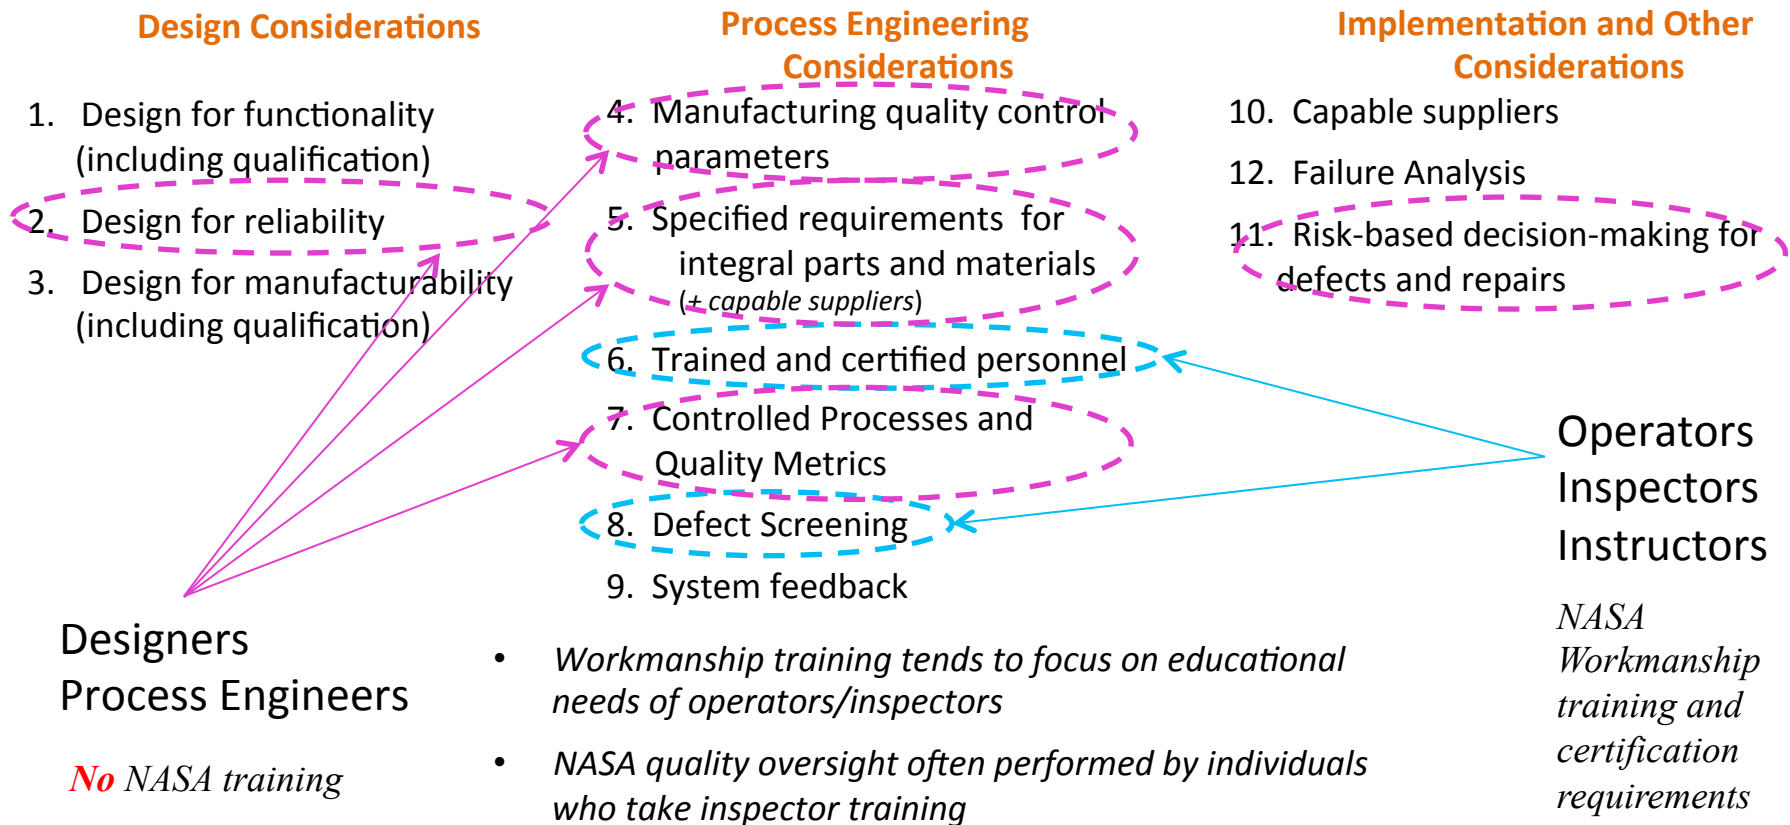 Design Considerations
1. Design for functionality
(including qualification)
2. Design for reliability
3. Design for manufacturability
(including qualification)
Process Engineering
Considerations
4. Manufacturing quality control
parameters
5. Specified requirements for
integral parts and materials
(+ capable suppliers)
6. Trained and certified personnel
7. Controlled Processes and
Quality Metrics
8. Defect Screening
9. System feedback
Implementation and Other
Considerations
10. Capable suppliers
12. Failure Analysis
11. Risk-based decision-making for
defects and repairs
Designers
Process Engineers
No NASA training
• Workmanship training tends to focus on educational
needs of operators/inspectors
• NASA quality oversight often performed by individuals
who take inspector training
Operators
Inspectors
Instructors
NASA
Workmanship
training and
certification
requirements